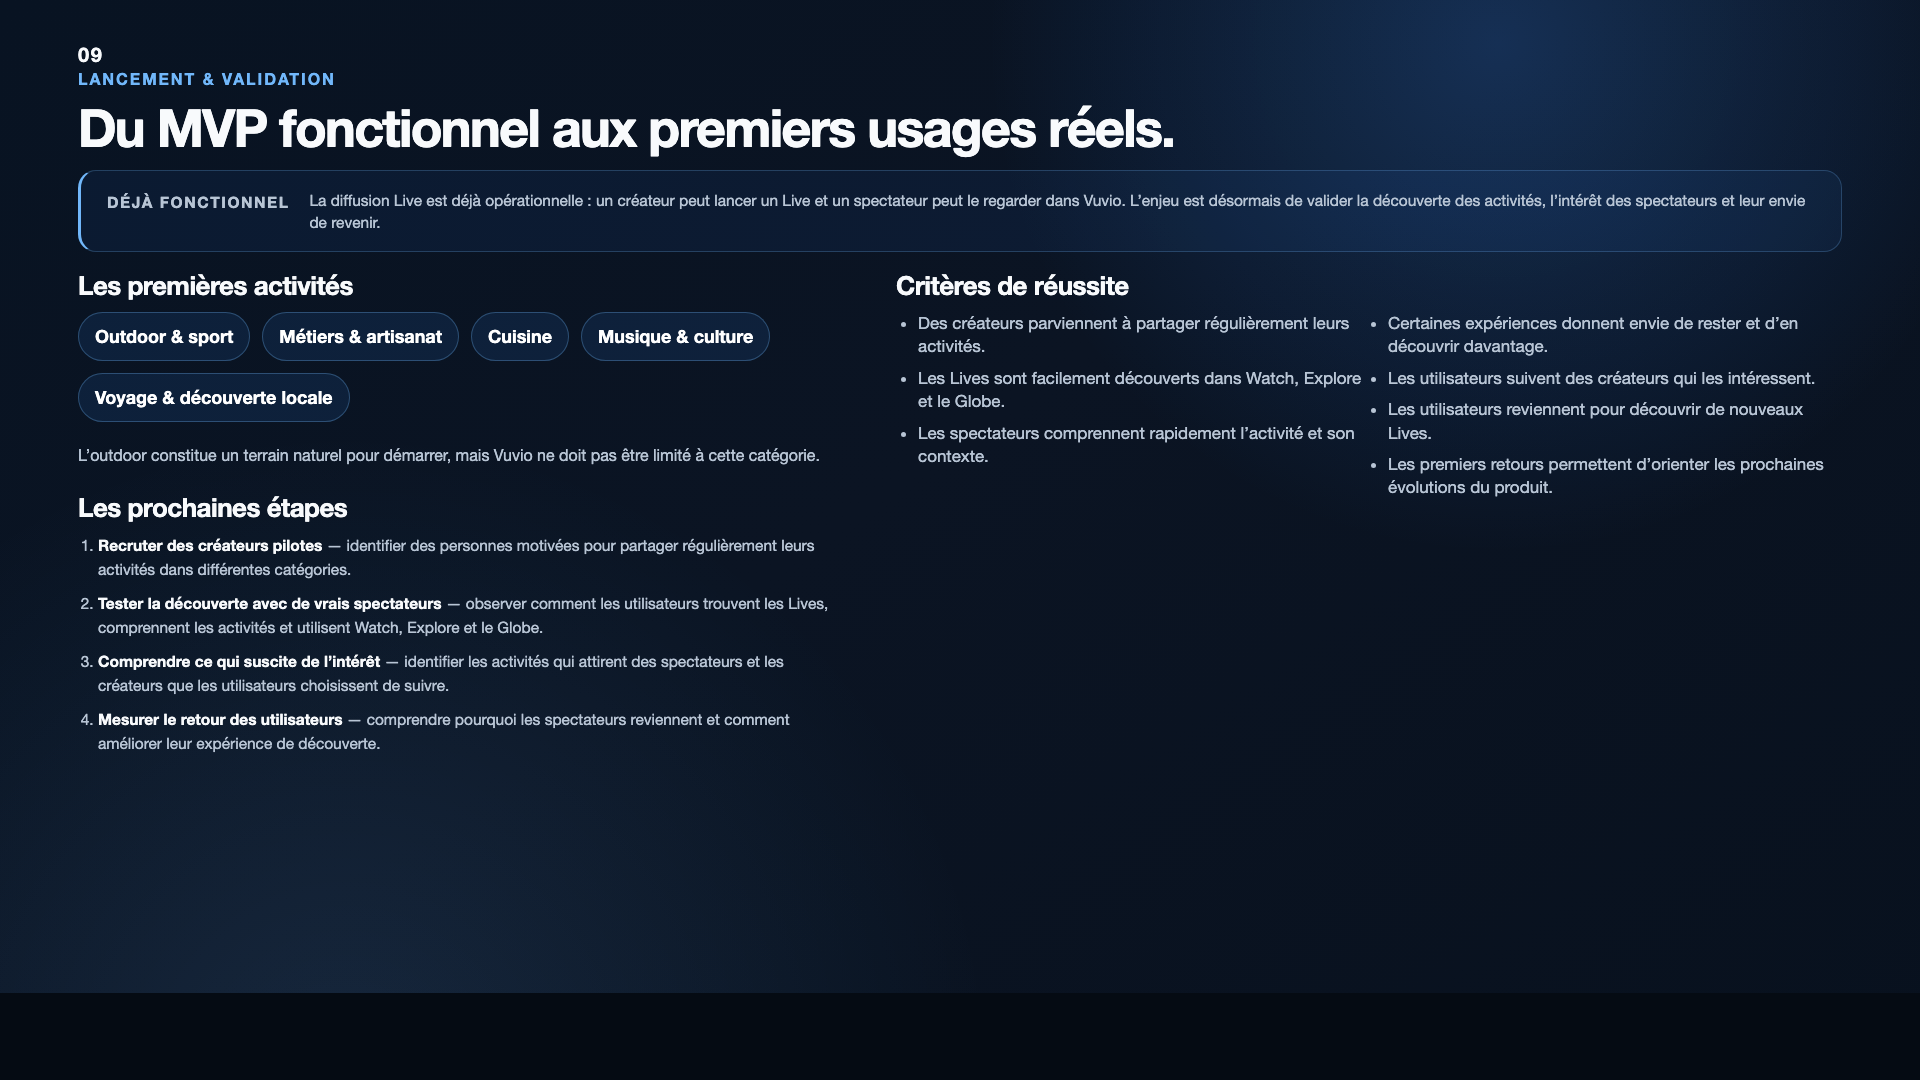 09
LANCEMENT & VALIDATION
Du MVP fonctionnel aux premiers usages réels.
DÉJÀ FONCTIONNEL
La diffusion Live est déjà opérationnelle : un créateur peut lancer un Live et un spectateur peut le regarder dans Vuvio. L’enjeu est désormais de valider la découverte des activités, l’intérêt des spectateurs et leur envie
de revenir.
Les premières activités
Outdoor & sport
Métiers & artisanat
Cuisine
Musique & culture
Voyage & découverte locale
L’outdoor constitue un terrain naturel pour démarrer, mais Vuvio ne doit pas être limité à cette catégorie.
Les prochaines étapes
1. Recruter des créateurs pilotes — identifier des personnes motivées pour partager régulièrement leurs
activités dans différentes catégories.
2. Tester la découverte avec de vrais spectateurs — observer comment les utilisateurs trouvent les Lives,
comprennent les activités et utilisent Watch, Explore et le Globe.
3. Comprendre ce qui suscite de l’intérêt — identifier les activités qui attirent des spectateurs et les
créateurs que les utilisateurs choisissent de suivre.
4. Mesurer le retour des utilisateurs — comprendre pourquoi les spectateurs reviennent et comment
améliorer leur expérience de découverte.
Critères de réussite
• Des créateurs parviennent à partager régulièrement leurs
activités.
• Les Lives sont facilement découverts dans Watch, Explore
et le Globe.
• Les spectateurs comprennent rapidement l’activité et son
contexte.
• Certaines expériences donnent envie de rester et d’en
découvrir davantage.
• Les utilisateurs suivent des créateurs qui les intéressent.
• Les utilisateurs reviennent pour découvrir de nouveaux
Lives.
• Les premiers retours permettent d’orienter les prochaines
évolutions du produit.